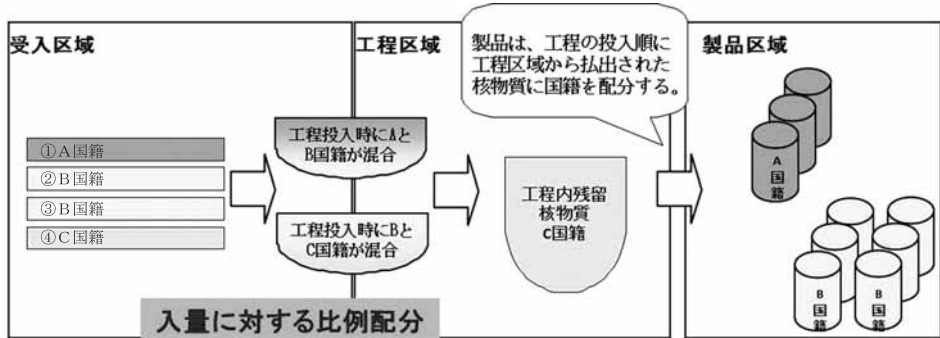 受入区域
①A国籍
②B国籍
③B国籍
④C国籍
工程区域
工程投入時にAと
B国籍が混合
工程投入時にBと
C国籍が混合
工程内残留
核物質
C国籍
製品は、工程の投入順に
工程区域から払出された
核物質に国籍を配分する。
製品区域
A
国
籍
B
国
籍
B
国
籍
入量に対する比例配分